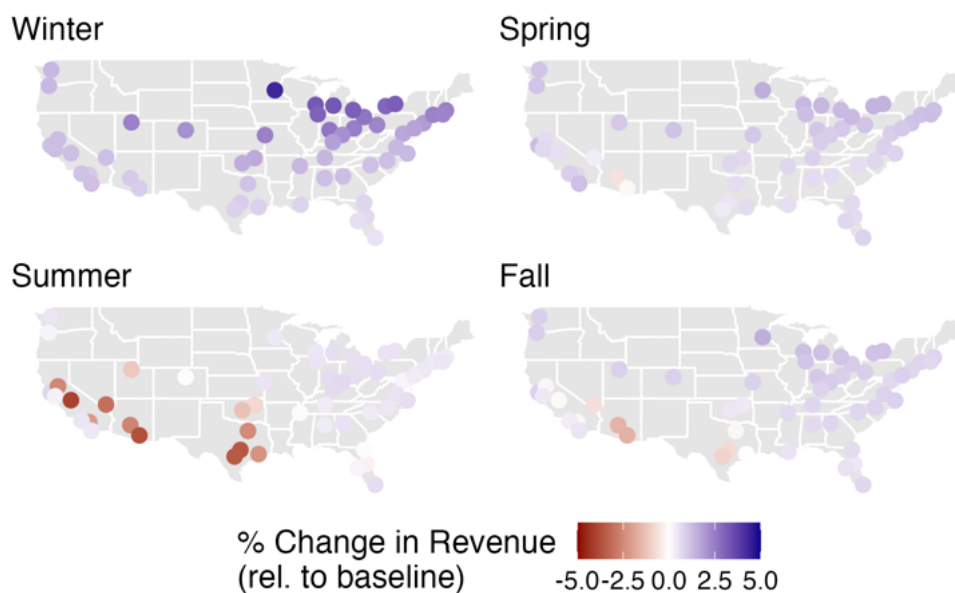 Winter
Spring
Summer
Fall
% Change in Revenue
(rel. to baseline)
-5.0 -2.5 0.0 2.5 5.0